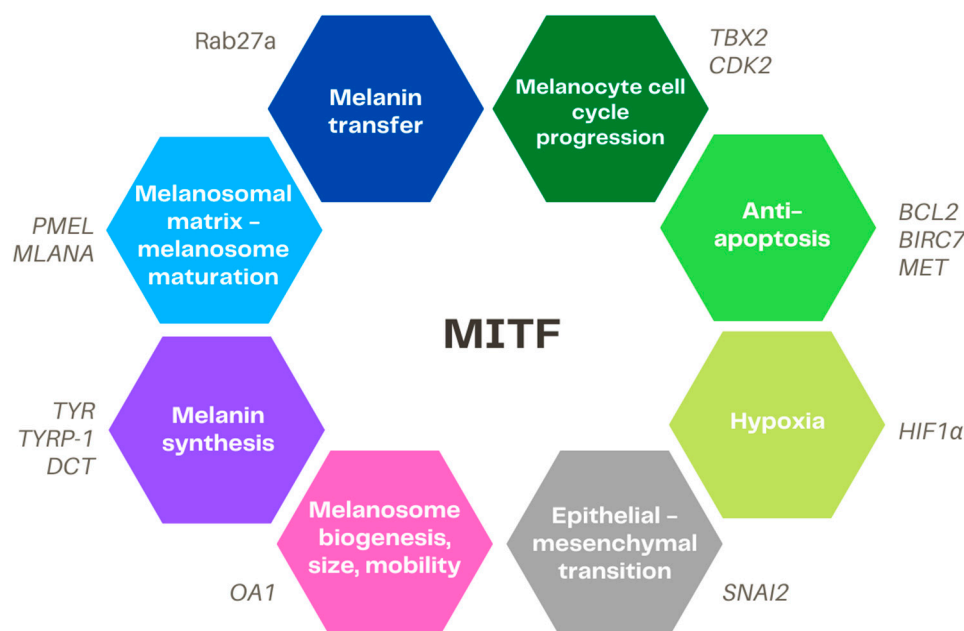 Rab27a
Melanin
transfer
Melanocyte cell
cycle
progression
TBX2
CDK2
Anti-
apoptosis
BCL2
BIRC7
MET
Hypoxia
HIF1α
Epithelial –
mesenchymal
transition
SNAI2
Melanosome
biogenesis,
size, mobility
OA1
Melanin
synthesis
TYR
TYRP-1
DCT
Melanosomal
matrix –
melanosome
maturation
PMEL
MLANA
MITF